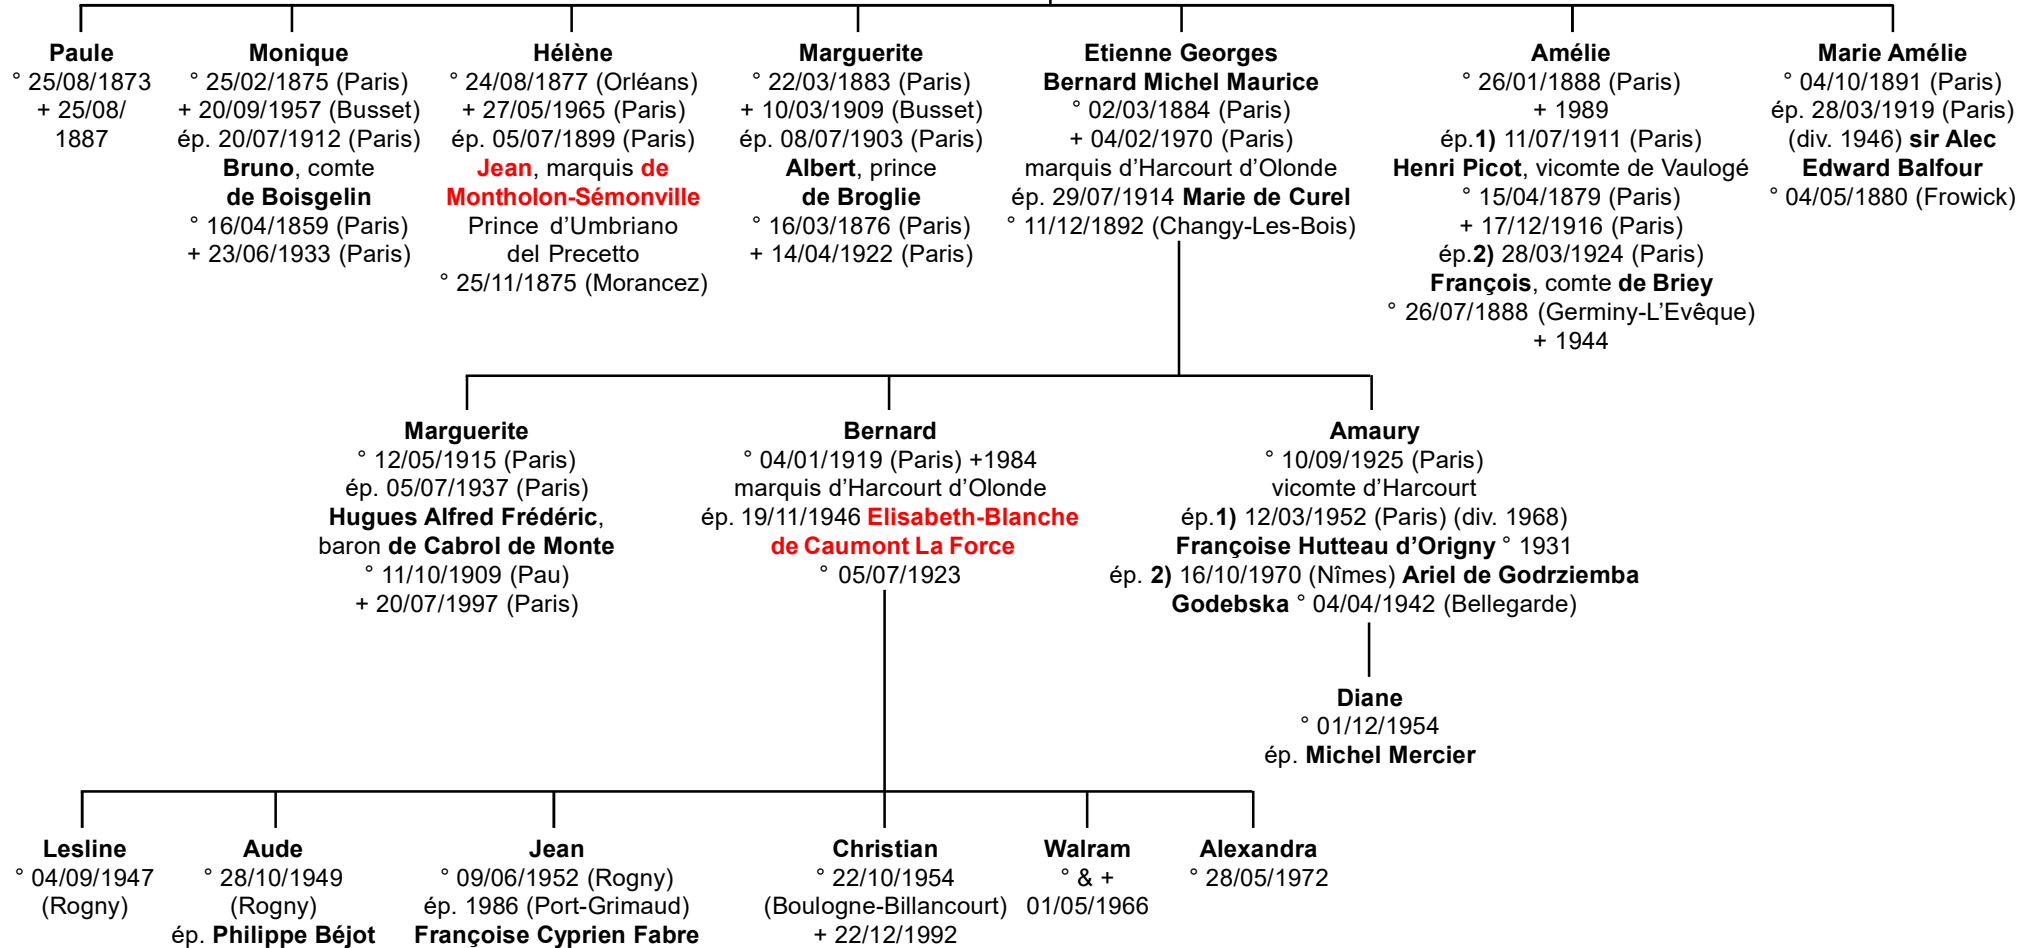 Paule
° 25/08/1873
+ 25/08/
1887
Monique
° 25/02/1875 (Paris)
+ 20/09/1957 (Busset)
ép. 20/07/1912 (Paris)
Bruno, comte
de Boisgelin
° 16/04/1859 (Paris)
+ 23/06/1933 (Paris)
Hélène
° 24/08/1877 (Orléans)
+ 27/05/1965 (Paris)
ép. 05/07/1899 (Paris)
Jean, marquis de
Montholon-Sémonville
Prince d’Umbriano
del Precetto
° 25/11/1875 (Morancez)
Marguerite
° 22/03/1883 (Paris)
+ 10/03/1909 (Busset)
ép. 08/07/1903 (Paris)
Albert, prince
de Broglie
° 16/03/1876 (Paris)
+ 14/04/1922 (Paris)
Etienne Georges
Bernard Michel Maurice
° 02/03/1884 (Paris)
+ 04/02/1970 (Paris)
marquis d’Harcourt d’Olonde
ép. 29/07/1914 Marie de Curel
° 11/12/1892 (Changy-Les-Bois)
Amélie
° 26/01/1888 (Paris)
+ 1989
ép.1) 11/07/1911 (Paris)
Henri Picot, vicomte de Vaulogé
° 15/04/1879 (Paris)
+ 17/12/1916 (Paris)
ép.2) 28/03/1924 (Paris)
François, comte de Briey
° 26/07/1888 (Germiny-L’Evêque)
+ 1944
Marie Amélie
° 04/10/1891 (Paris)
ép. 28/03/1919 (Paris)
(div. 1946) sir Alec
Edward Balfour
° 04/05/1880 (Frowick)
Marguerite
° 12/05/1915 (Paris)
ép. 05/07/1937 (Paris)
Hugues Alfred Frédéric,
baron de Cabrol de Monte
° 11/10/1909 (Pau)
+ 20/07/1997 (Paris)
Bernard
° 04/01/1919 (Paris) +1984
marquis d’Harcourt d’Olonde
ép. 19/11/1946 Elisabeth-Blanche
de Caumont La Force
° 05/07/1923
Amaury
° 10/09/1925 (Paris)
vicomte d’Harcourt
ép.1) 12/03/1952 (Paris) (div. 1968)
Françoise Hutteau d’Origny ° 1931
ép. 2) 16/10/1970 (Nîmes) Ariel de Godrziemba
Godebska ° 04/04/1942 (Bellegarde)
Diane
° 01/12/1954
ép. Michel Mercier
Lesline
° 04/09/1947
(Rogny)
Aude
° 28/10/1949
(Rogny)
ép. Philippe Béjot
Jean
° 09/06/1952 (Rogny)
ép. 1986 (Port-Grimaud)
Françoise Cyprien Fabre
Christian
° 22/10/1954
(Boulogne-Billancourt)
+ 22/12/1992
Walram
° & +
01/05/1966
Alexandra
° 28/05/1972